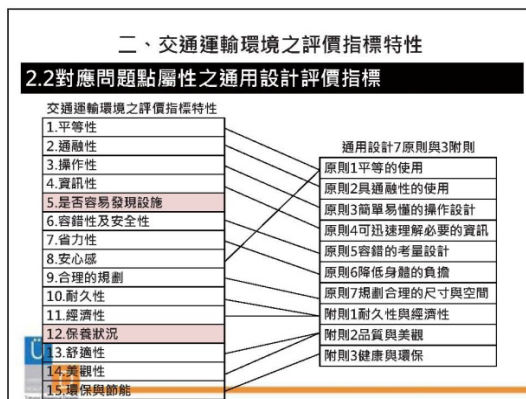 二、交通運輸環境之評價指標特性
2.2對應問題點屬性之通用設計評價指標
交通運輸環境之評價指標特性
1.平等性
2.通融性
3.操作性
4.資訊性
5.是否容易發現設施
6.容錯性及安全性
7.省力性
8.安心感
9.合理的規劃
10.耐久性
11.經濟性
12.保養狀況
13.舒適性
14.美觀性
15.環保與節能
通用設計7原則與3附則
原則1平等的使用
原則2具通融性的使用
原則3簡單易懂的操作設計
原則4可迅速理解必要的資訊
原則5容錯的考量設計
原則6降低身體的負擔
原則7規劃合理的尺寸與空間
附則1耐久性與經濟性
附則2品質與美觀
附則3健康與環保